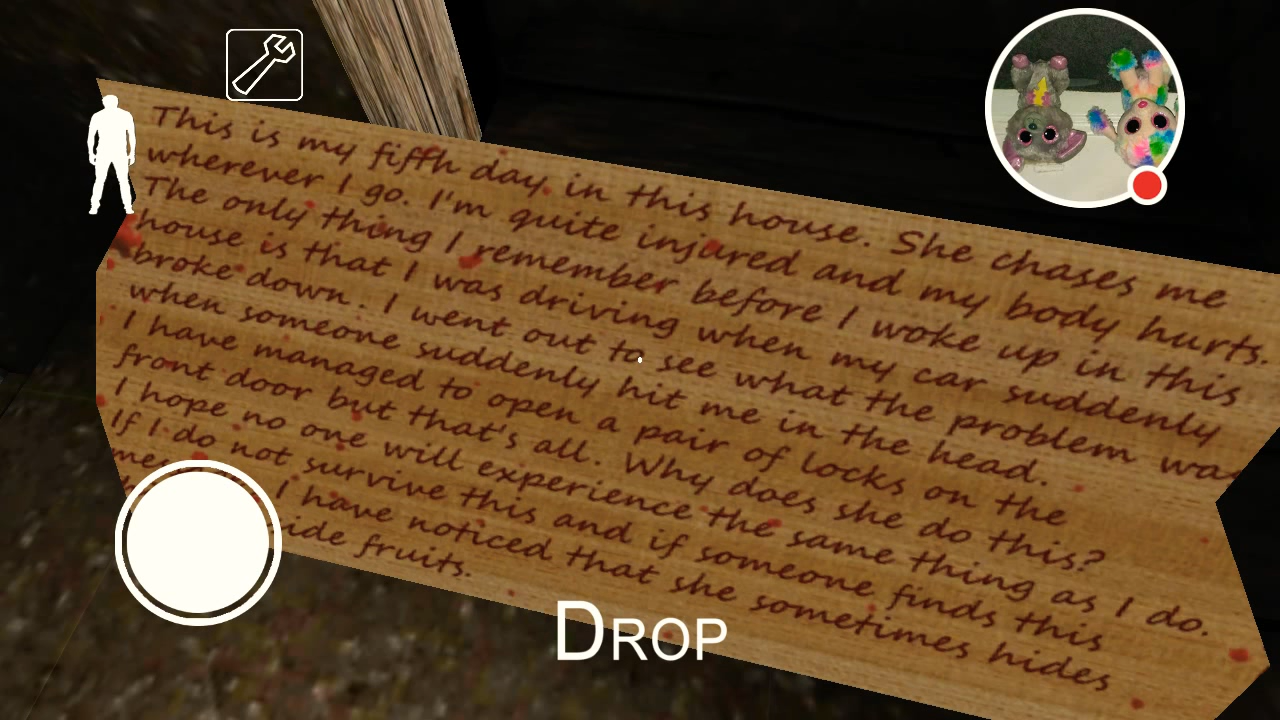 This is my fifth day in this house. She chases me
wherever I go. I'm quite injured and my body hurts.
The only thing I remember before I woke up in this
house is that I was driving when my car suddenly
broke down. I went out to see what the problem was
when someone suddenly hit me in the head.
I have managed to open a pair of locks on the
front door but that's all. Why does she do this?
I hope no one will experience the same thing as I do.
If I do not survive this and if someone finds this
I have noticed that she sometimes hides
fruits.
DROP